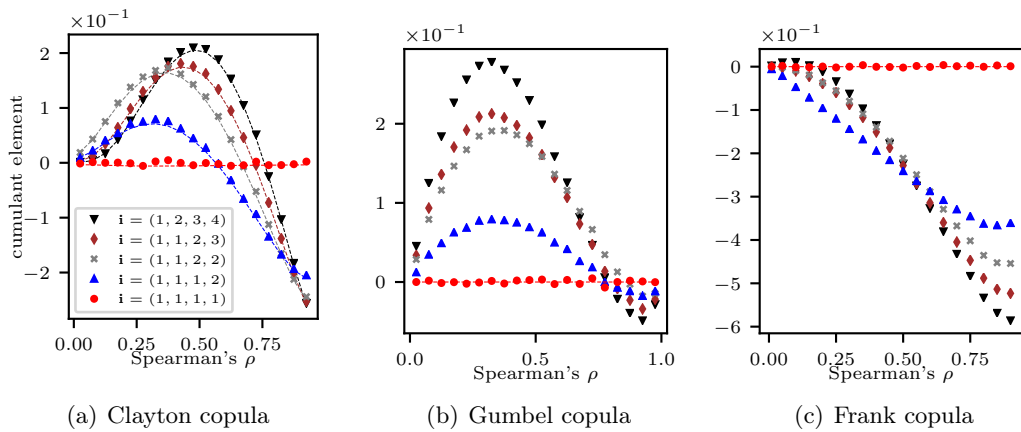 ×10⁻¹
2
1
0
−1
−2
cumulant element
i = (1, 2, 3, 4)
i = (1, 1, 2, 3)
i = (1, 1, 2, 2)
i = (1, 1, 1, 2)
i = (1, 1, 1, 1)
0.00 0.25 0.50 0.75
Spearman's ρ
(a) Clayton copula
×10⁻¹
2
1
0
0.0 0.5 1.0
Spearman's ρ
(b) Gumbel copula
×10⁻¹
0
−1
−2
−3
−4
−5
−6
0.00 0.25 0.50 0.75
Spearman's ρ
(c) Frank copula